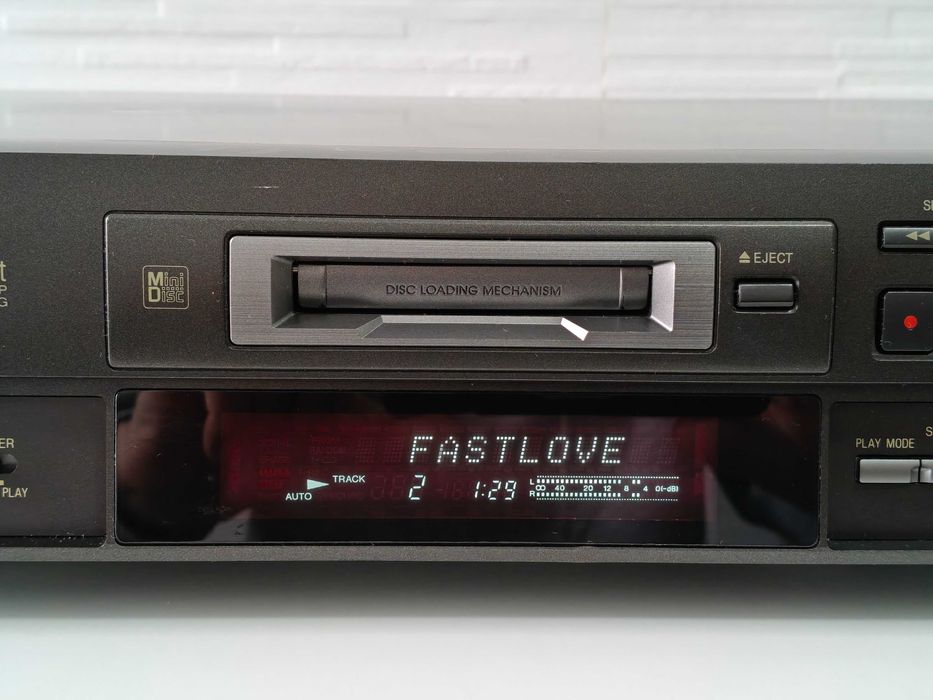 Mini
Disc
DISC LOADING MECHANISM
EJECT
FASTLOVE
AUTO
TRACK
2
1:29
L
R
∞ 40 20 12 8 4 0(-dB)
PLAY
PLAY MODE